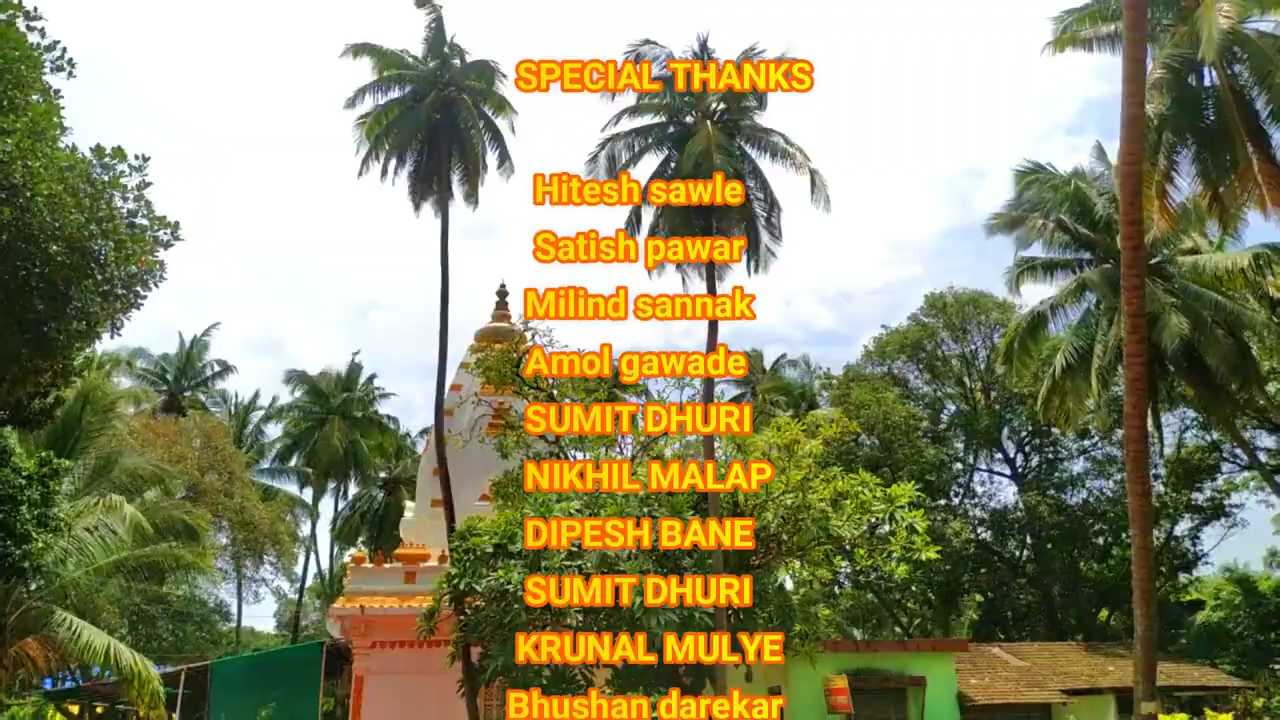 SPECIAL THANKS
Hitesh sawle
Satish pawar
Milind sannak
Amol gawade
SUMIT DHURI
NIKHIL MALAP
DIPESH BANE
SUMIT DHURI
KRUNAL MULYE
Bhushan darekar